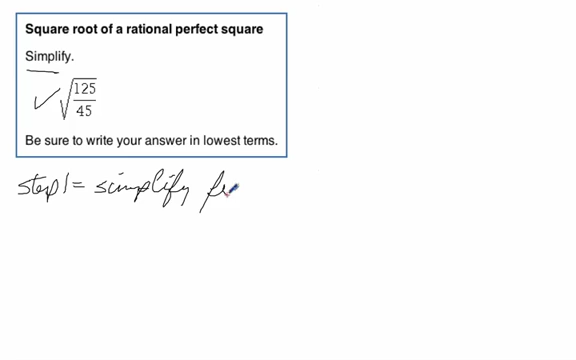 Square root of a rational perfect square
Simplify.
√125/45
Be sure to write your answer in lowest terms.
step 1 = simplify